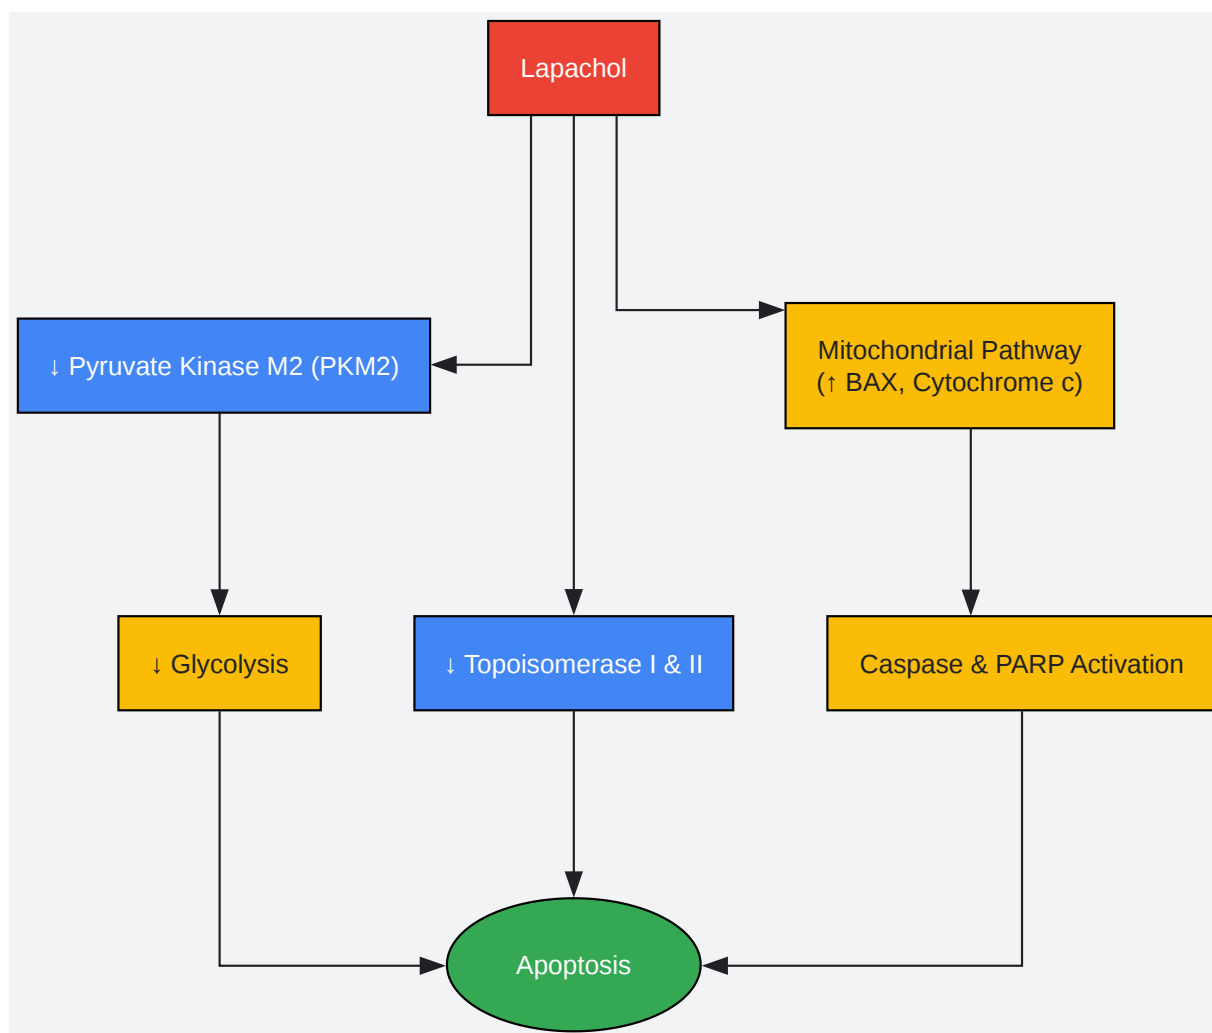 Lapachol
↓ Pyruvate Kinase M2 (PKM2)
Mitochondrial Pathway
(↑ BAX, Cytochrome c)
↓ Glycolysis
↓ Topoisomerase I & II
Caspase & PARP Activation
Apoptosis